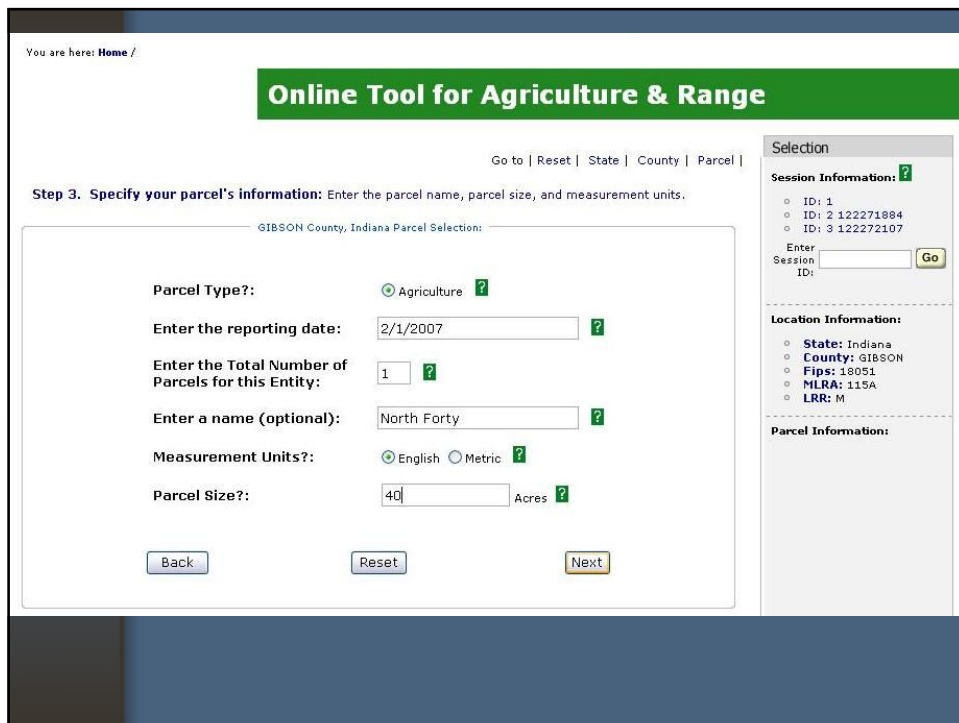 You are here: Home /
Online Tool for Agriculture & Range
Go to | Reset | State | County | Parcel |
Step 3. Specify your parcel's information: Enter the parcel name, parcel size, and measurement units.
GIBSON County, Indiana Parcel Selection:
Parcel Type?: Agriculture ?
Enter the reporting date: 2/1/2007 ?
Enter the Total Number of
Parcels for this Entity: 1 ?
Enter a name (optional): North Forty ?
Measurement Units?: English Metric ?
Parcel Size?: 40 Acres ?
Back Reset Next
Selection
Session Information: ?
ID: 1
ID: 2 122271884
ID: 3 122272107
Enter
Session
ID:
Go
Location Information:
State: Indiana
County: GIBSON
Fips: 18051
MLRA: 115A
LRR: M
Parcel Information: